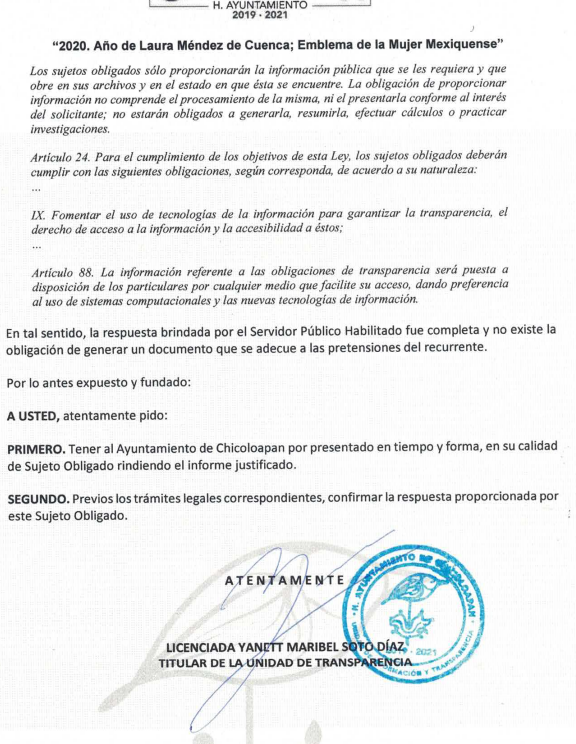 H. AYUNTAMIENTO
2019 - 2021
“2020. Año de Laura Méndez de Cuenca; Emblema de la Mujer Mexiquense”
Los sujetos obligados sólo proporcionarán la información pública que se les requiera y que
obre en sus archivos y en el estado en que ésta se encuentre. La obligación de proporcionar
información no comprende el procesamiento de la misma, ni el presentarla conforme al interés
del solicitante; no estarán obligados a generarla, resumirla, efectuar cálculos o practicar
investigaciones.
Artículo 24. Para el cumplimiento de los objetivos de esta Ley, los sujetos obligados deberán
cumplir con las siguientes obligaciones, según corresponda, de acuerdo a su naturaleza:
...
IX. Fomentar el uso de tecnologías de la información para garantizar la transparencia, el
derecho de acceso a la información y la accesibilidad a éstos;
...
Artículo 88. La información referente a las obligaciones de transparencia será puesta a
disposición de los particulares por cualquier medio que facilite su acceso, dando preferencia
al uso de sistemas computacionales y las nuevas tecnologías de información.
En tal sentido, la respuesta brindada por el Servidor Público Habilitado fue completa y no existe la
obligación de generar un documento que se adecue a las pretensiones del recurrente.
Por lo antes expuesto y fundado:
A USTED, atentamente pido:
PRIMERO. Tener al Ayuntamiento de Chicoloapan por presentado en tiempo y forma, en su calidad
de Sujeto Obligado rindiendo el informe justificado.
SEGUNDO. Previos los trámites legales correspondientes, confirmar la respuesta proporcionada por
este Sujeto Obligado.
ATENTAMENTE
H. AYUNTAMIENTO DE CHICOLOAPAN
2019 - 2021
LICENCIADA YANETT MARIBEL SOTO DÍAZ
TITULAR DE LA UNIDAD DE TRANSPARENCIA
INFORMACIÓN Y TRANSPARENCIA